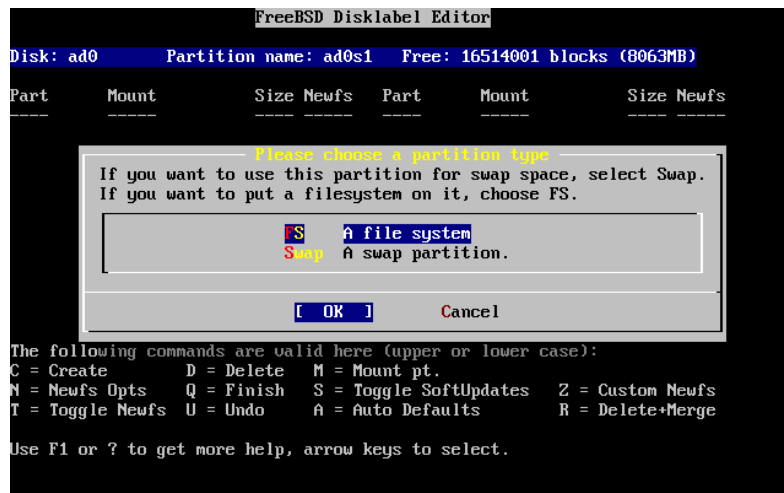 FreeBSD Disklabel Editor
Disk: ad0 Partition name: ad0s1 Free: 16514001 blocks (8063MB)
Part Mount Size Newfs Part Mount Size Newfs
---- ----- ---- ----- ---- ----- ---- -----
Please choose a partition type
If you want to use this partition for swap space, select Swap.
If you want to put a filesystem on it, choose FS.
FS A file system
Swap A swap partition.
[ OK ] Cancel
The following commands are valid here (upper or lower case):
C = Create D = Delete M = Mount pt.
N = Newfs Opts Q = Finish S = Toggle SoftUpdates Z = Custom Newfs
T = Toggle Newfs U = Undo A = Auto Defaults R = Delete+Merge
Use F1 or ? to get more help, arrow keys to select.